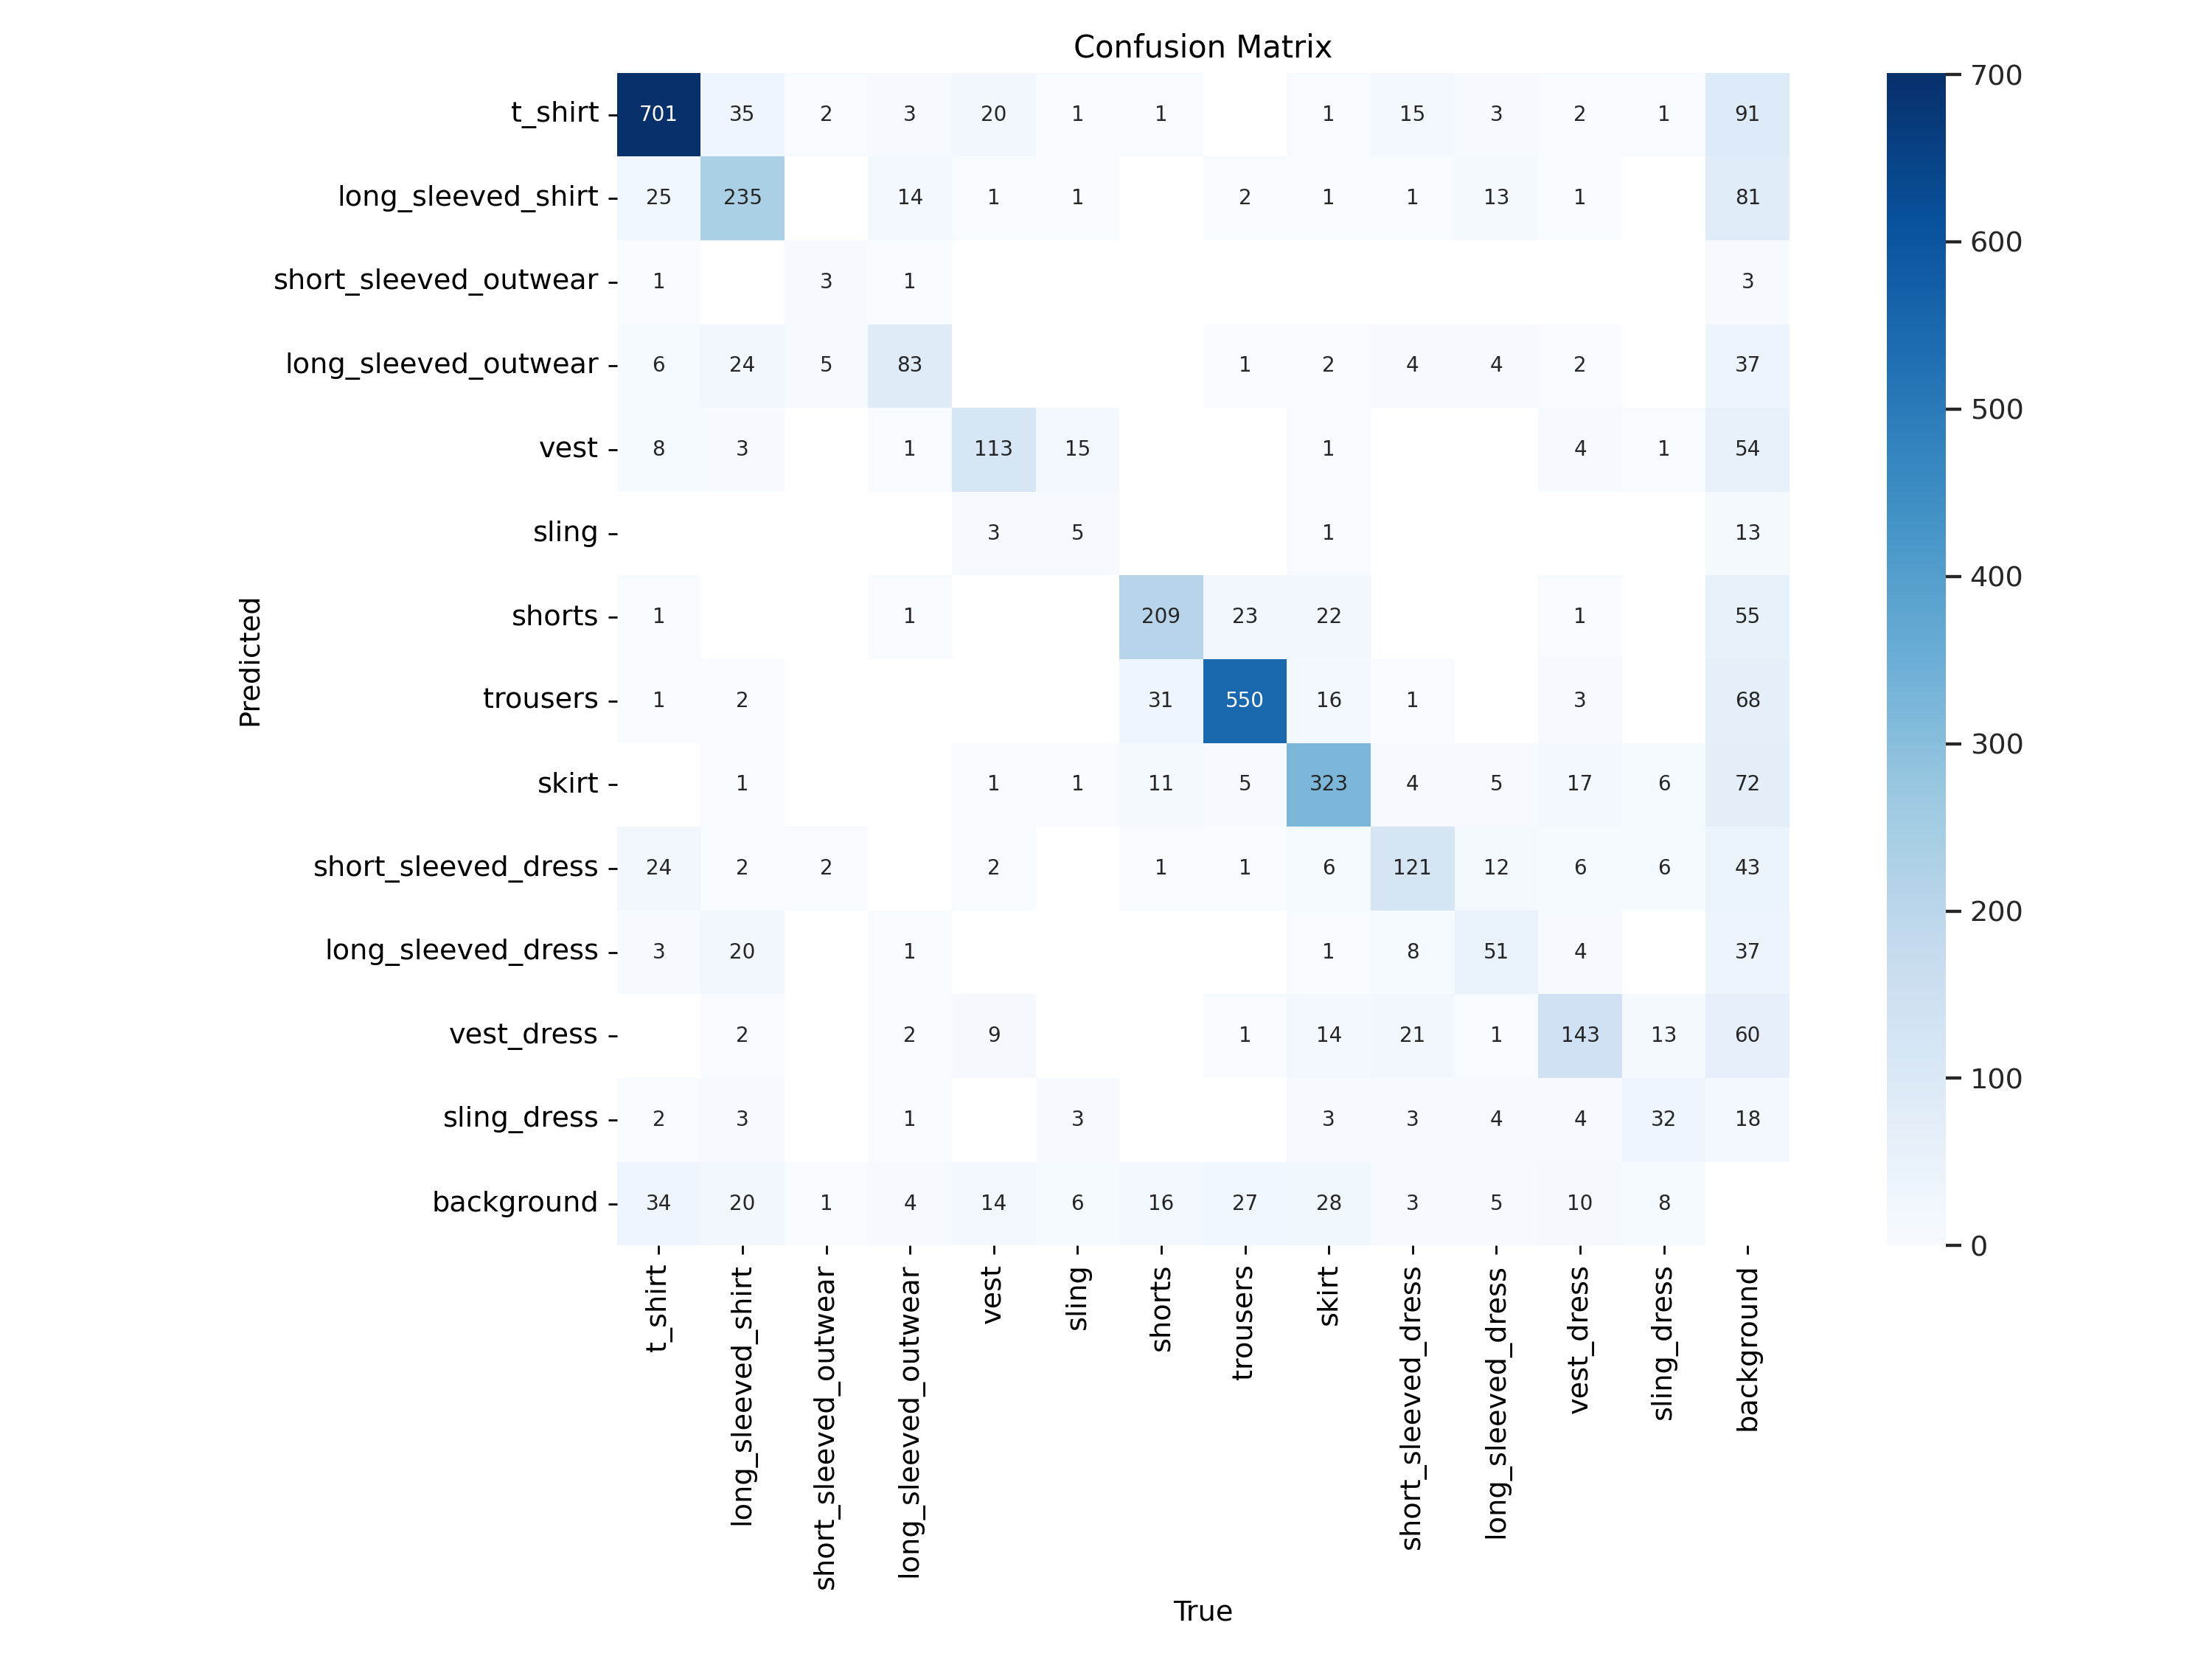 Confusion Matrix
t_shirt 701 35 2 3 20 1 1 1 15 3 2 1 91
long_sleeved_shirt 25 235 14 1 1 2 1 1 13 1 81
short_sleeved_outwear 1 3 1 3
long_sleeved_outwear 6 24 5 83 1 2 4 4 2 37
vest 8 3 1 113 15 1 4 1 54
sling 3 5 1 13
shorts 1 1 209 23 22 1 55
trousers 1 2 31 550 16 1 3 68
skirt 1 1 1 11 5 323 4 5 17 6 72
short_sleeved_dress 24 2 2 2 1 1 6 121 12 6 6 43
long_sleeved_dress 3 20 1 1 8 51 4 37
vest_dress 2 2 9 1 14 21 1 143 13 60
sling_dress 2 3 1 3 3 3 4 4 32 18
background 34 20 1 4 14 6 16 27 28 3 5 10 8
Predicted
t_shirt
long_sleeved_shirt
short_sleeved_outwear
long_sleeved_outwear
vest
sling
shorts
trousers
skirt
short_sleeved_dress
long_sleeved_dress
vest_dress
sling_dress
background
True
700
600
500
400
300
200
100
0